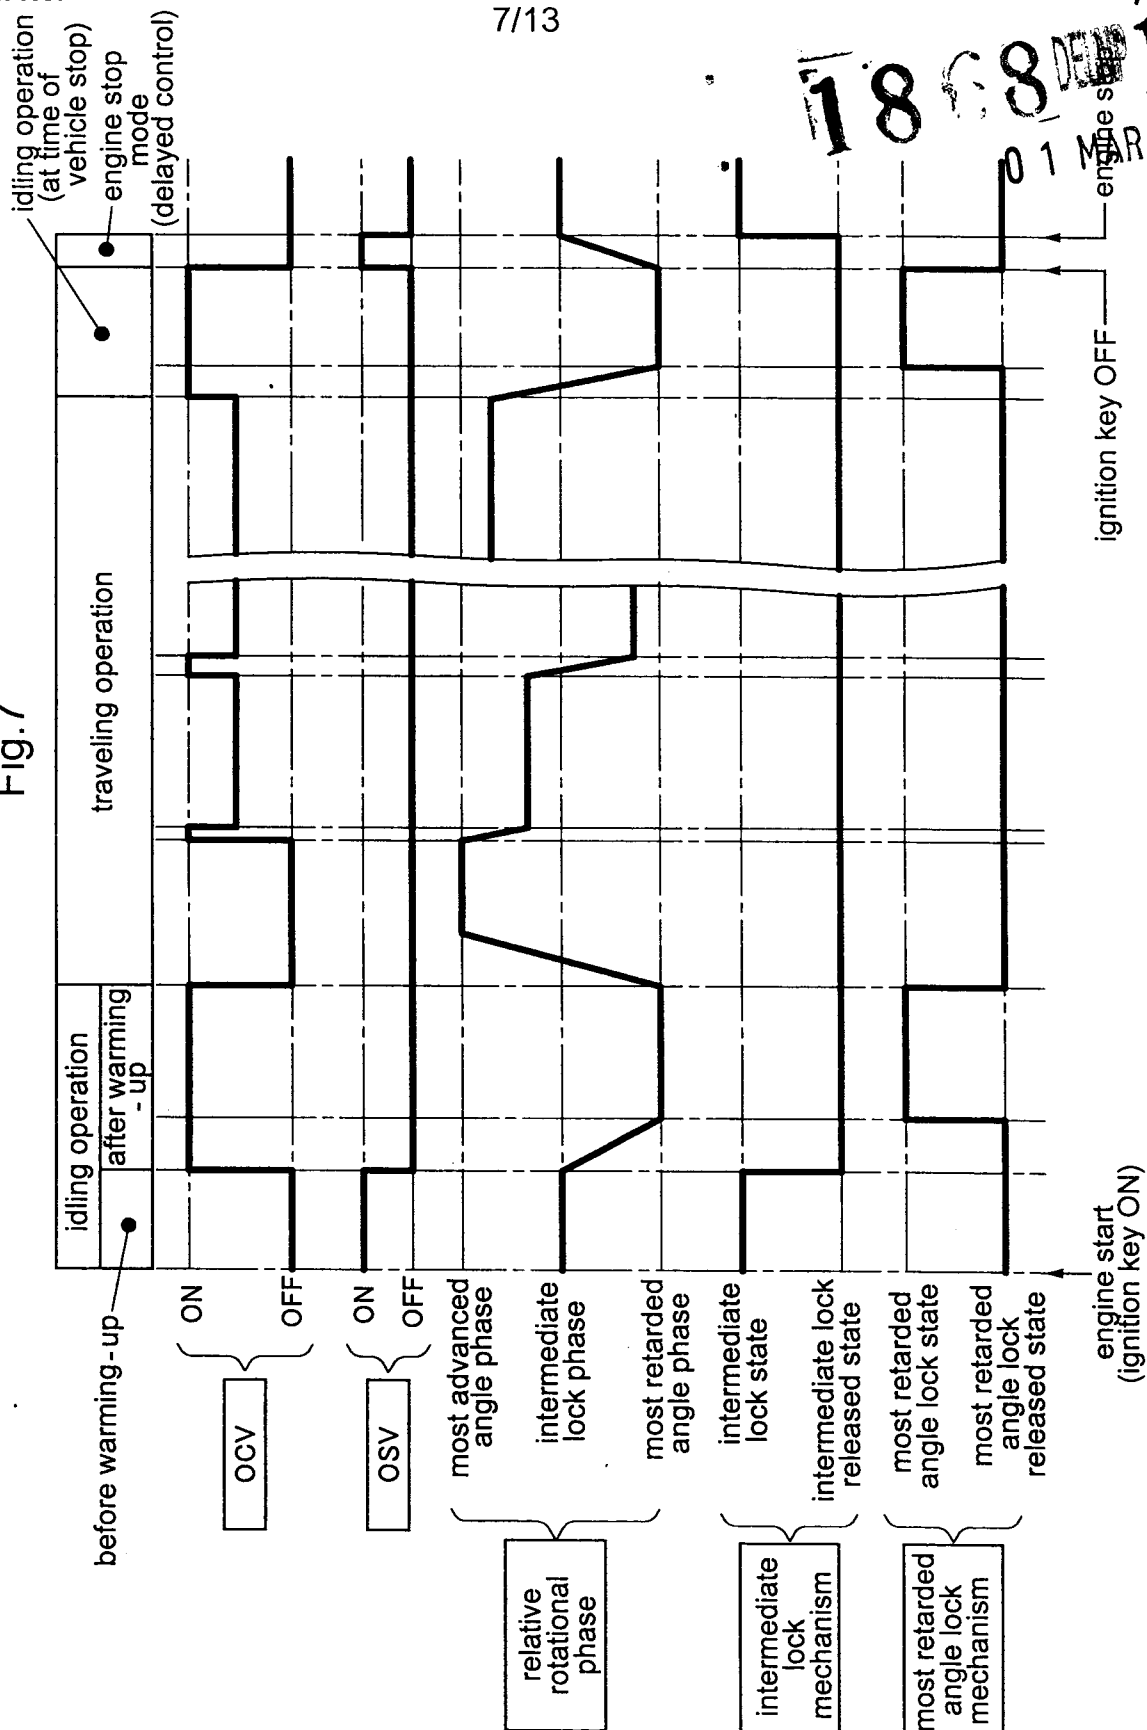 7/13
1868
DELNP
01 MAR
Fig.7
idling operation
before warming-up
after warming
-up
traveling operation
idling operation
(at time of
vehicle stop)
engine stop
mode
(delayed control)
OCV
ON
OFF
OSV
ON
OFF
relative
rotational
phase
most advanced
angle phase
intermediate
lock phase
most retarded
angle phase
intermediate
lock
mechanism
intermediate
lock state
intermediate lock
released state
most retarded
angle lock
mechanism
most retarded
angle lock state
most retarded
angle lock
released state
engine start
(ignition key ON)
ignition key OFF
engine stop